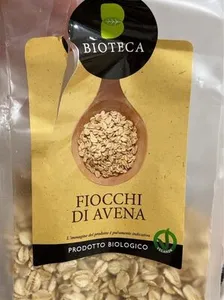 BIOTECA
FIOCCHI
DI AVENA
L'immagine del prodotto è puramente indicativa
PRODOTTO BIOLOGICO